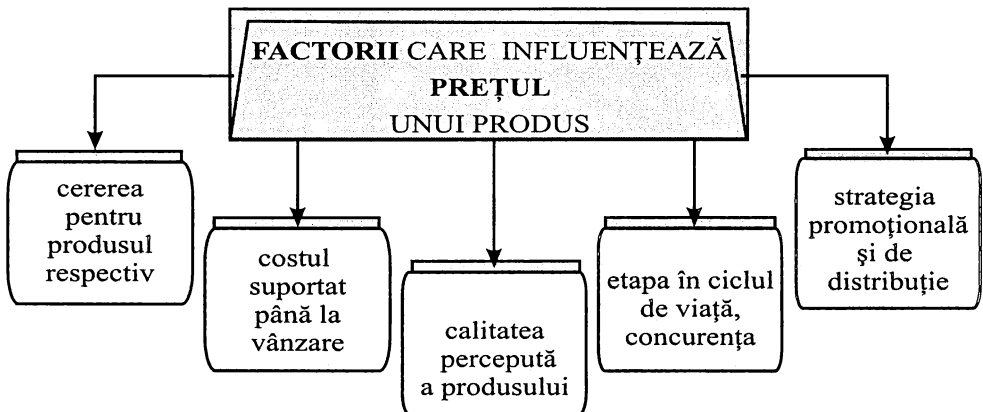 FACTORII CARE INFLUENȚEAZĂ
PREȚUL
UNUI PRODUS
cererea
pentru
produsul
respectiv
costul
suportat
până la
vânzare
calitatea
percepută
a produsului
etapa în ciclul
de viață,
concurența
strategia
promoțională
și de
distribuție